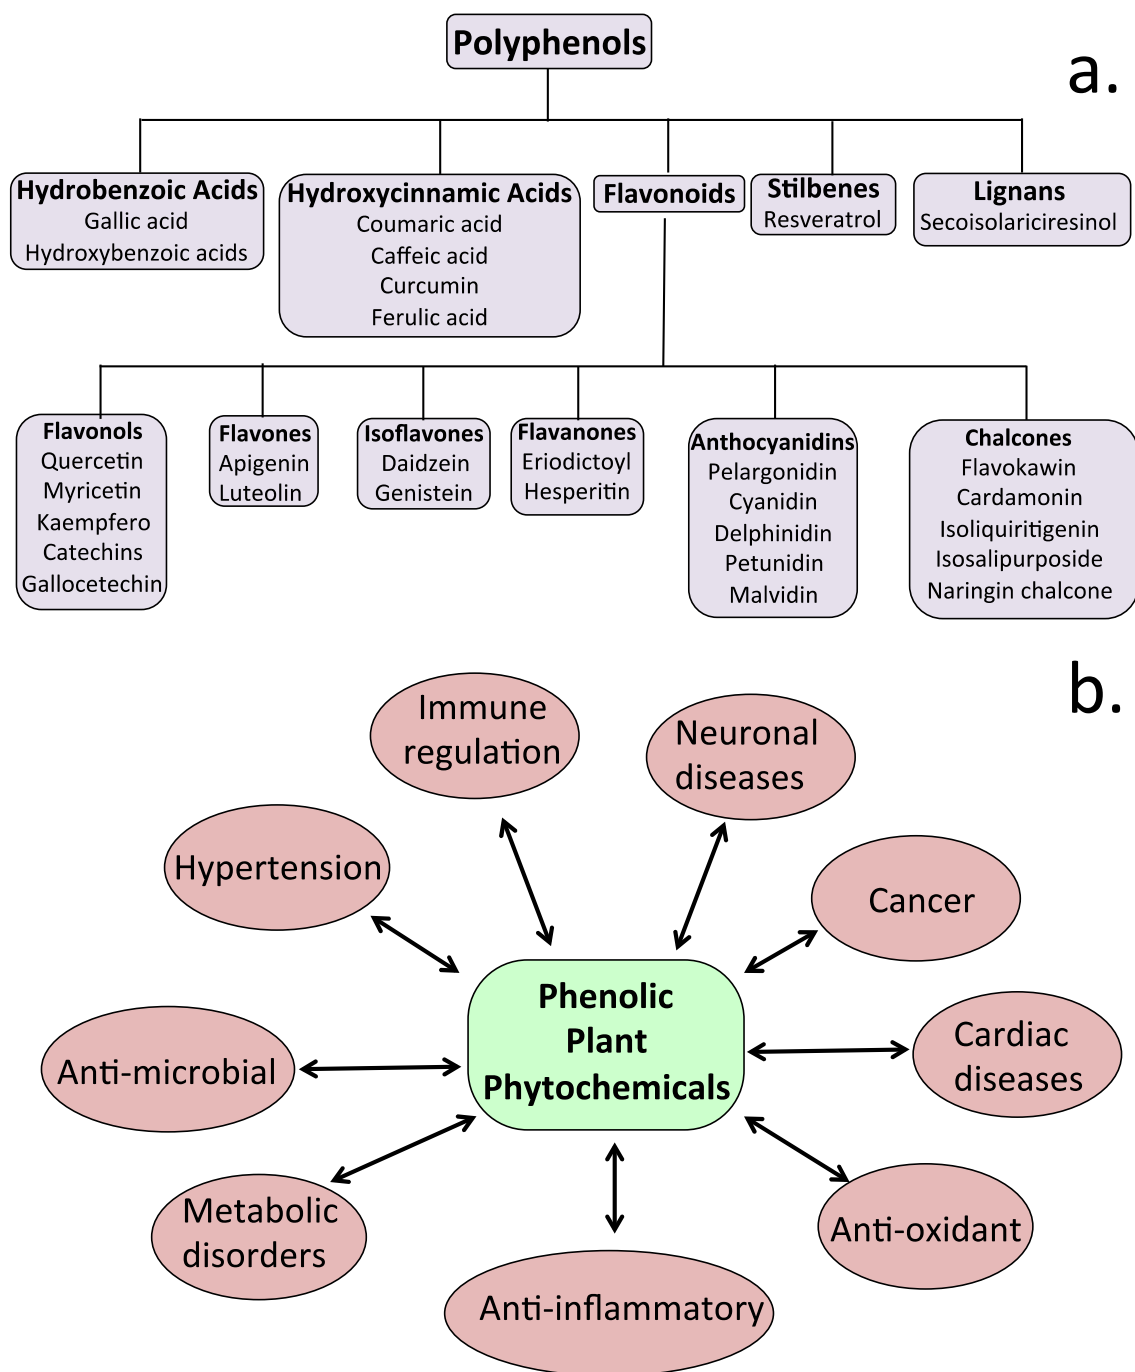 Polyphenols
a.
Hydrobenzoic Acids
Gallic acid
Hydroxybenzoic acids
Hydroxycinnamic Acids
Coumaric acid
Caffeic acid
Curcumin
Ferulic acid
Flavonoids
Stilbenes
Resveratrol
Lignans
Secoisolariciresinol
Flavonols
Quercetin
Myricetin
Kaempfero
Catechins
Gallocetechin
Flavones
Apigenin
Luteolin
Isoflavones
Daidzein
Genistein
Flavanones
Eriodictoyl
Hesperitin
Anthocyanidins
Pelargonidin
Cyanidin
Delphinidin
Petunidin
Malvidin
Chalcones
Flavokawin
Cardamonin
Isoliquiritigenin
Isosalipurposide
Naringin chalcone
b.
Immune
regulation
Neuronal
diseases
Hypertension
Cancer
Phenolic
Plant
Phytochemicals
Cardiac
diseases
Anti-microbial
Metabolic
disorders
Anti-oxidant
Anti-inflammatory